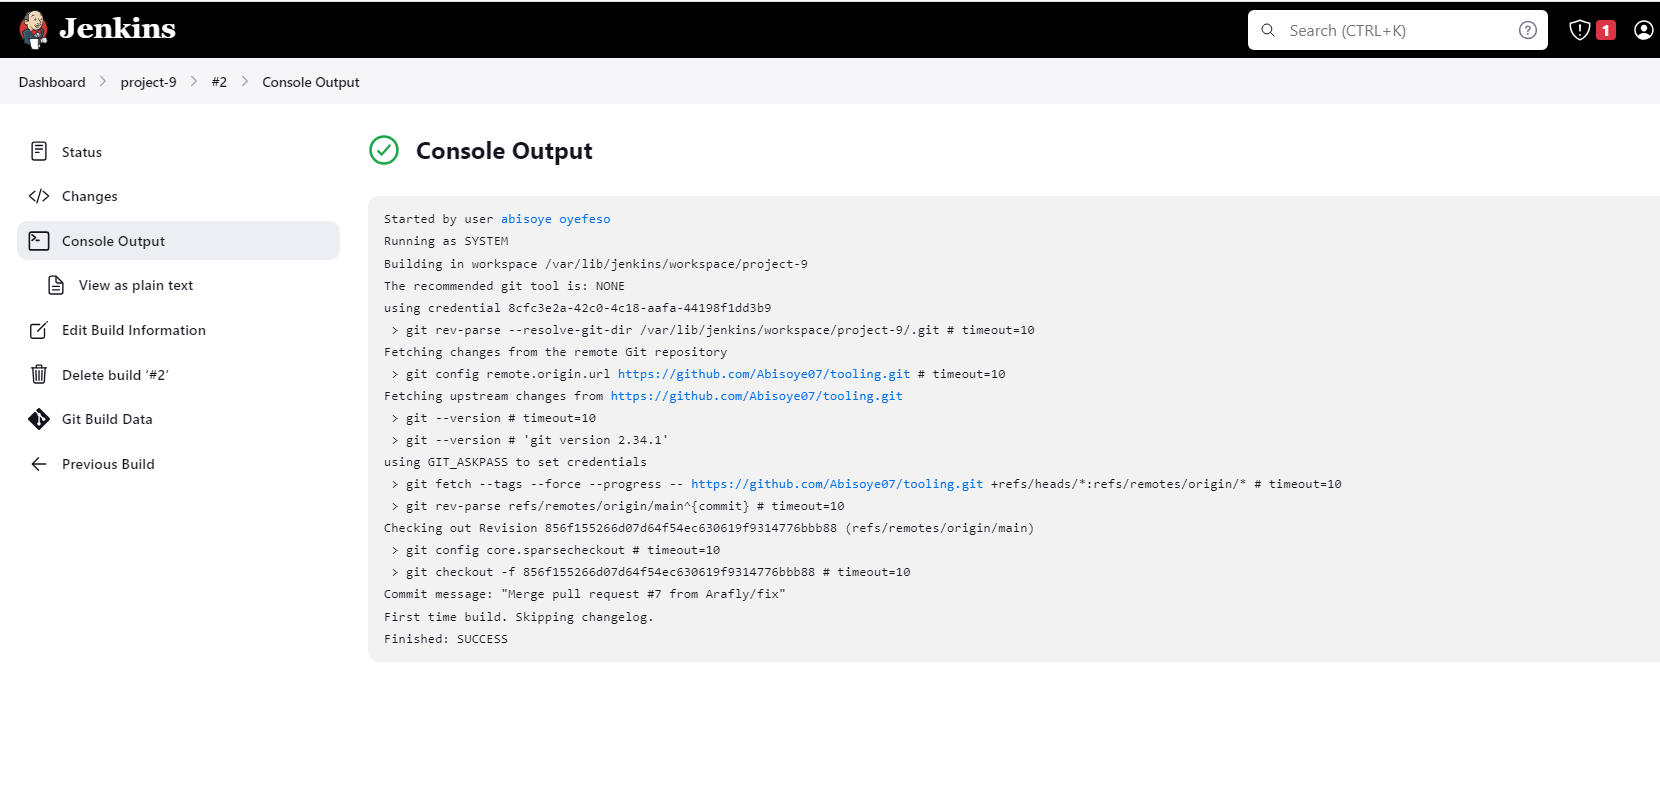 Jenkins
Search (CTRL+K)
1
Dashboard
project-9
#2
Console Output
Status
Changes
Console Output
View as plain text
Edit Build Information
Delete build ‘#2’
Git Build Data
Previous Build
Console Output
Started by user abisoye oyefeso
Running as SYSTEM
Building in workspace /var/lib/jenkins/workspace/project-9
The recommended git tool is: NONE
using credential 8cfc3e2a-42c0-4c18-aafa-44198f1dd3b9
> git rev-parse --resolve-git-dir /var/lib/jenkins/workspace/project-9/.git # timeout=10
Fetching changes from the remote Git repository
> git config remote.origin.url https://github.com/Abisoye07/tooling.git # timeout=10
Fetching upstream changes from https://github.com/Abisoye07/tooling.git
> git --version # timeout=10
> git --version # 'git version 2.34.1'
using GIT_ASKPASS to set credentials
> git fetch --tags --force --progress -- https://github.com/Abisoye07/tooling.git +refs/heads/*:refs/remotes/origin/* # timeout=10
> git rev-parse refs/remotes/origin/main^{commit} # timeout=10
Checking out Revision 856f155266d07d64f54ec630619f9314776bbb88 (refs/remotes/origin/main)
> git config core.sparsecheckout # timeout=10
> git checkout -f 856f155266d07d64f54ec630619f9314776bbb88 # timeout=10
Commit message: "Merge pull request #7 from Arafly/fix"
First time build. Skipping changelog.
Finished: SUCCESS